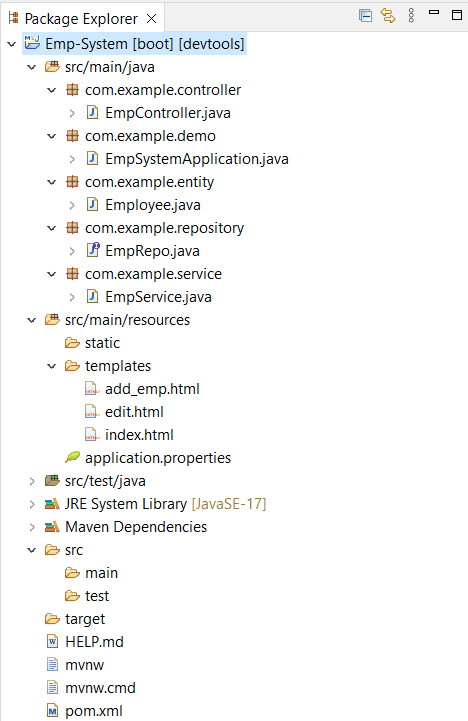 Package Explorer
Emp-System [boot] [devtools]
src/main/java
com.example.controller
EmpController.java
com.example.demo
EmpSystemApplication.java
com.example.entity
Employee.java
com.example.repository
EmpRepo.java
com.example.service
EmpService.java
src/main/resources
static
templates
add_emp.html
edit.html
index.html
application.properties
src/test/java
JRE System Library [JavaSE-17]
Maven Dependencies
src
main
test
target
HELP.md
mvnw
mvnw.cmd
pom.xml